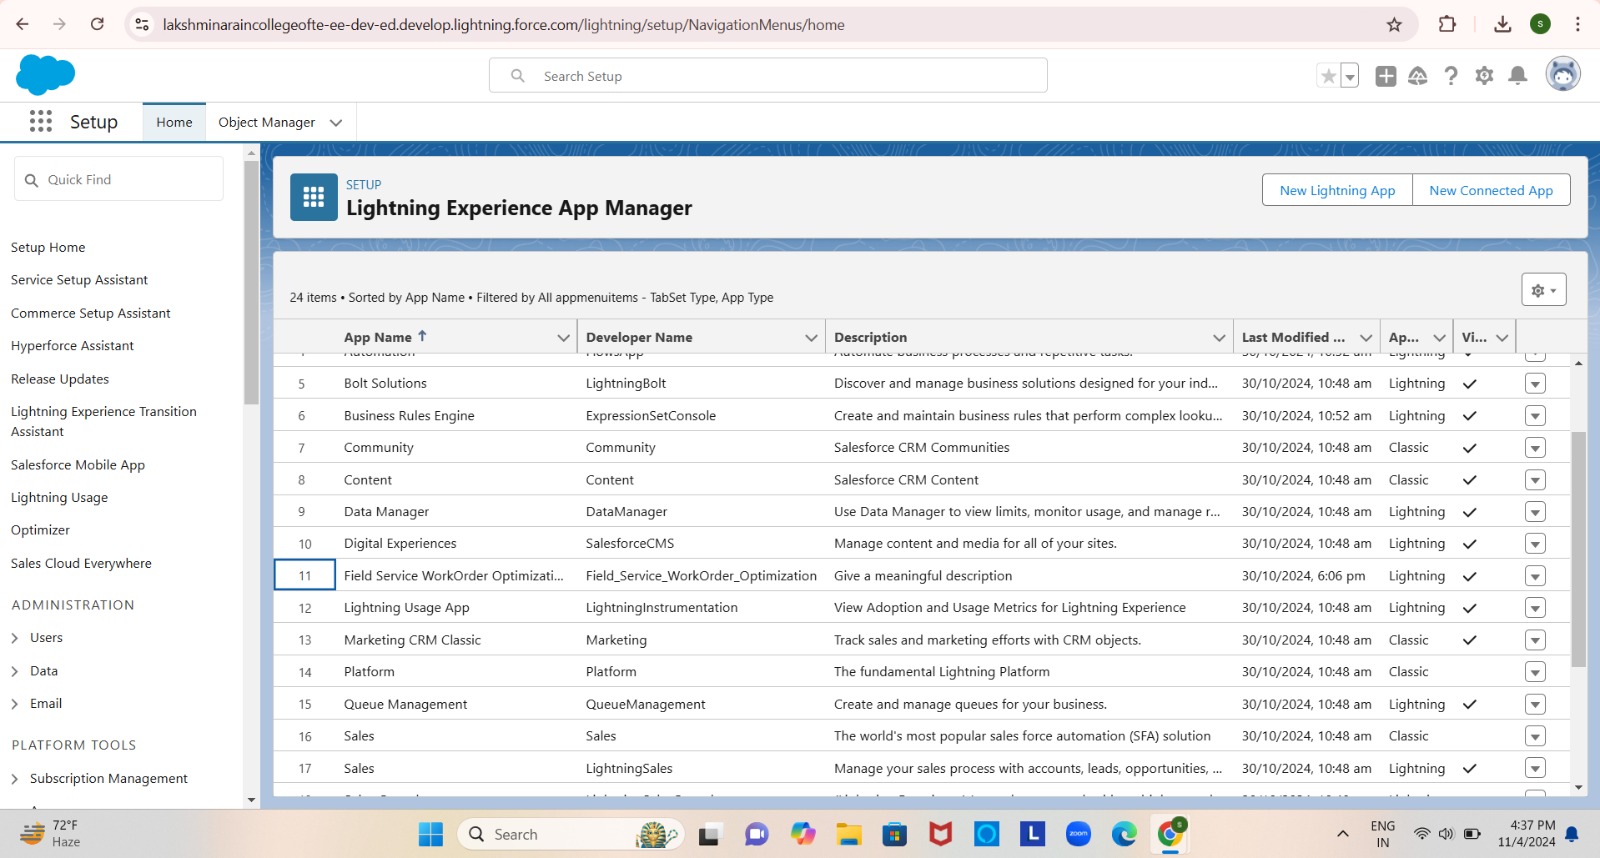 lakshminaraincollegeofte-ee-dev-ed.develop.lightning.force.com/lightning/setup/NavigationMenus/home
S
Search Setup
Setup
Home
Object Manager
Quick Find
Setup Home
Service Setup Assistant
Commerce Setup Assistant
Hyperforce Assistant
Release Updates
Lightning Experience Transition
Assistant
Salesforce Mobile App
Lightning Usage
Optimizer
Sales Cloud Everywhere
ADMINISTRATION
Users
Data
Email
PLATFORM TOOLS
Subscription Management
SETUP
Lightning Experience App Manager
New Lightning App
New Connected App
24 items • Sorted by App Name • Filtered by All appmenuitems - TabSet Type, App Type
App Name ↑ Developer Name Description Last Modified ... Ap... Vi...
Automation FlowsApp Automate business processes and repetitive tasks. 30/10/2024, 10:52 am Lightning
5 Bolt Solutions LightningBolt Discover and manage business solutions designed for your ind... 30/10/2024, 10:48 am Lightning
6 Business Rules Engine ExpressionSetConsole Create and maintain business rules that perform complex looku... 30/10/2024, 10:52 am Lightning
7 Community Community Salesforce CRM Communities 30/10/2024, 10:48 am Classic
8 Content Content Salesforce CRM Content 30/10/2024, 10:48 am Classic
9 Data Manager DataManager Use Data Manager to view limits, monitor usage, and manage r... 30/10/2024, 10:48 am Lightning
10 Digital Experiences SalesforceCMS Manage content and media for all of your sites. 30/10/2024, 10:48 am Lightning
11 Field Service WorkOrder Optimizati... Field_Service_WorkOrder_Optimization Give a meaningful description 30/10/2024, 6:06 pm Lightning
12 Lightning Usage App LightningInstrumentation View Adoption and Usage Metrics for Lightning Experience 30/10/2024, 10:48 am Lightning
13 Marketing CRM Classic Marketing Track sales and marketing efforts with CRM objects. 30/10/2024, 10:48 am Classic
14 Platform Platform The fundamental Lightning Platform 30/10/2024, 10:48 am Classic
15 Queue Management QueueManagement Create and manage queues for your business. 30/10/2024, 10:48 am Lightning
16 Sales Sales The world's most popular sales force automation (SFA) solution 30/10/2024, 10:48 am Classic
17 Sales LightningSales Manage your sales process with accounts, leads, opportunities, ... 30/10/2024, 10:48 am Lightning
72°F
Haze
Search
L
zoom
S
ENG
IN
4:37 PM
11/4/2024